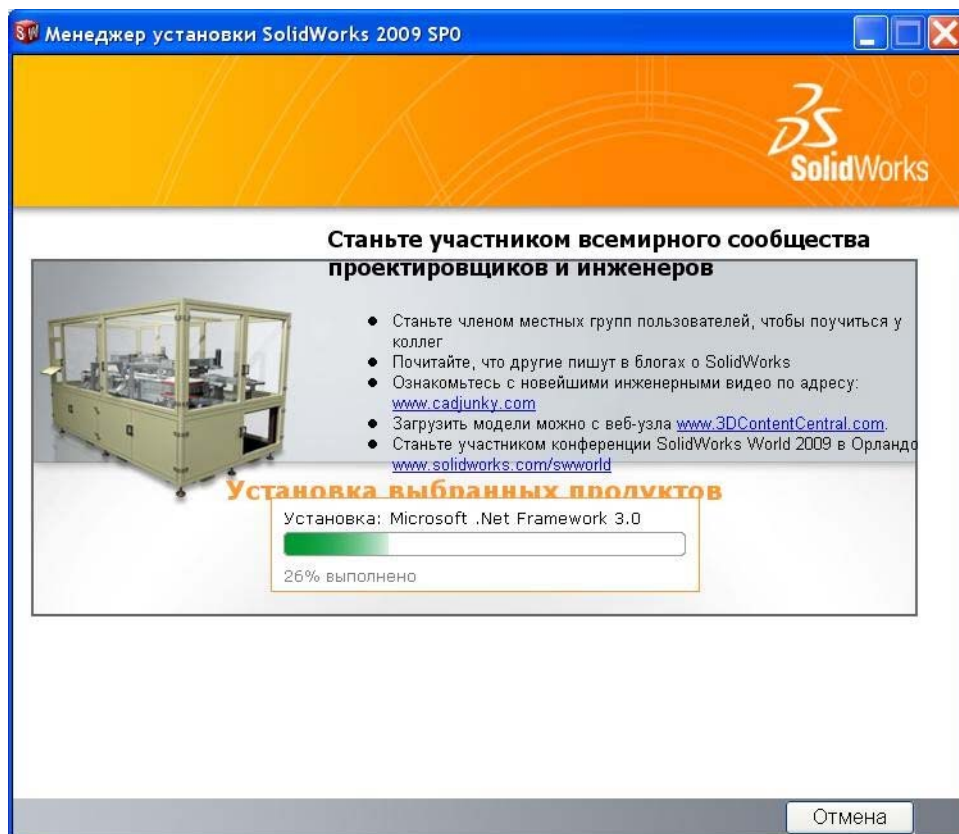 Менеджер установки SolidWorks 2009 SP0
SolidWorks
Станьте участником всемирного сообщества
проектировщиков и инженеров
● Станьте членом местных групп пользователей, чтобы поучиться у
коллег
● Почитайте, что другие пишут в блогах о SolidWorks
● Ознакомьтесь с новейшими инженерными видео по адресу:
www.cadjunky.com
● Загрузить модели можно с веб-узла www.3DContentCentral.com.
● Станьте участником конференции SolidWorks World 2009 в Орландо
www.solidworks.com/swworld
Установка выбранных продуктов
Установка: Microsoft .Net Framework 3.0
26% выполнено
Отмена